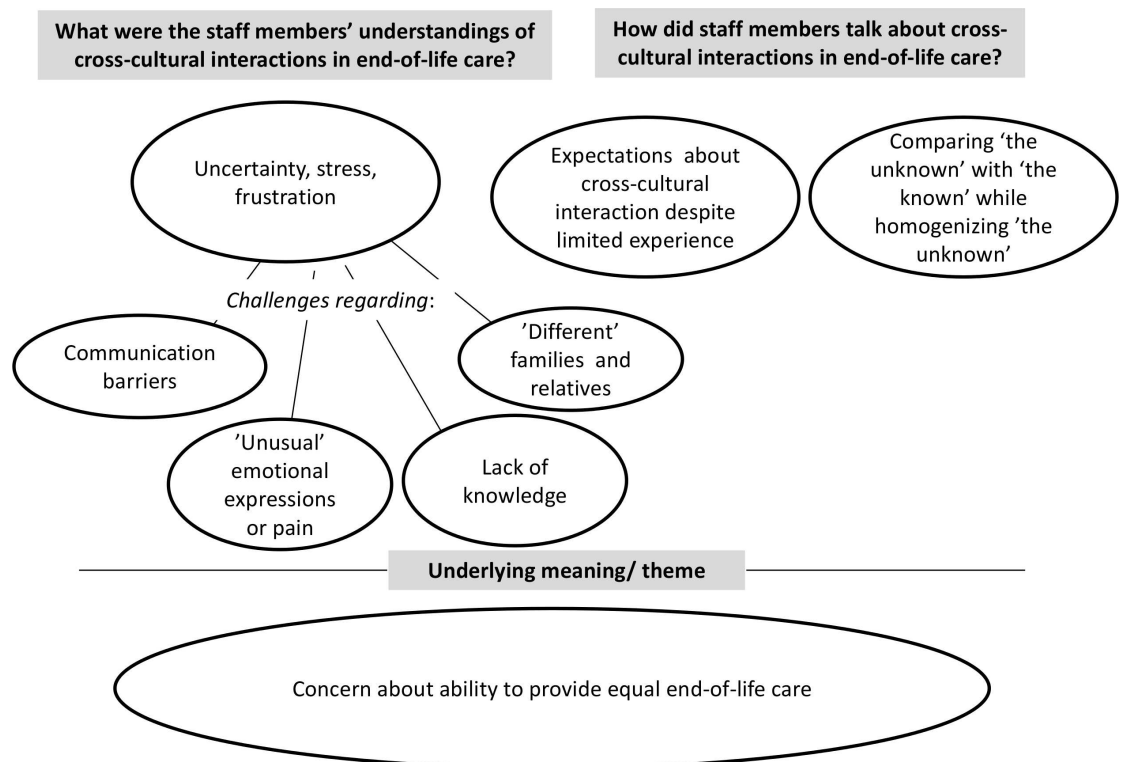 What were the staff members’ understandings of
cross-cultural interactions in end-of-life care?
How did staff members talk about cross-
cultural interactions in end-of-life care?
Uncertainty, stress,
frustration
Expectations about
cross-cultural
interaction despite
limited experience
Comparing ‘the
unknown’ with ‘the
known’ while
homogenizing ’the
unknown’
Challenges regarding:
Communication
barriers
’Different’
families and
relatives
’Unusual’
emotional
expressions
or pain
Lack of
knowledge
Underlying meaning/ theme
Concern about ability to provide equal end-of-life care